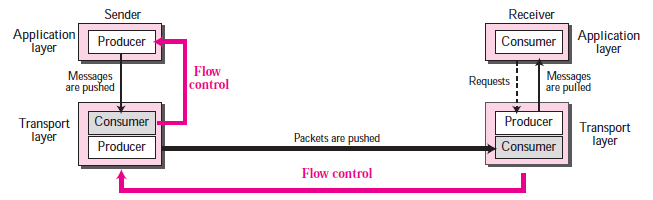 Sender
Receiver
Application
layer
Producer
Consumer
Application
layer
Messages
are pushed
Flow
control
Requests
Messages
are pulled
Transport
layer
Consumer
Producer
Packets are pushed
Producer
Consumer
Transport
layer
Flow control